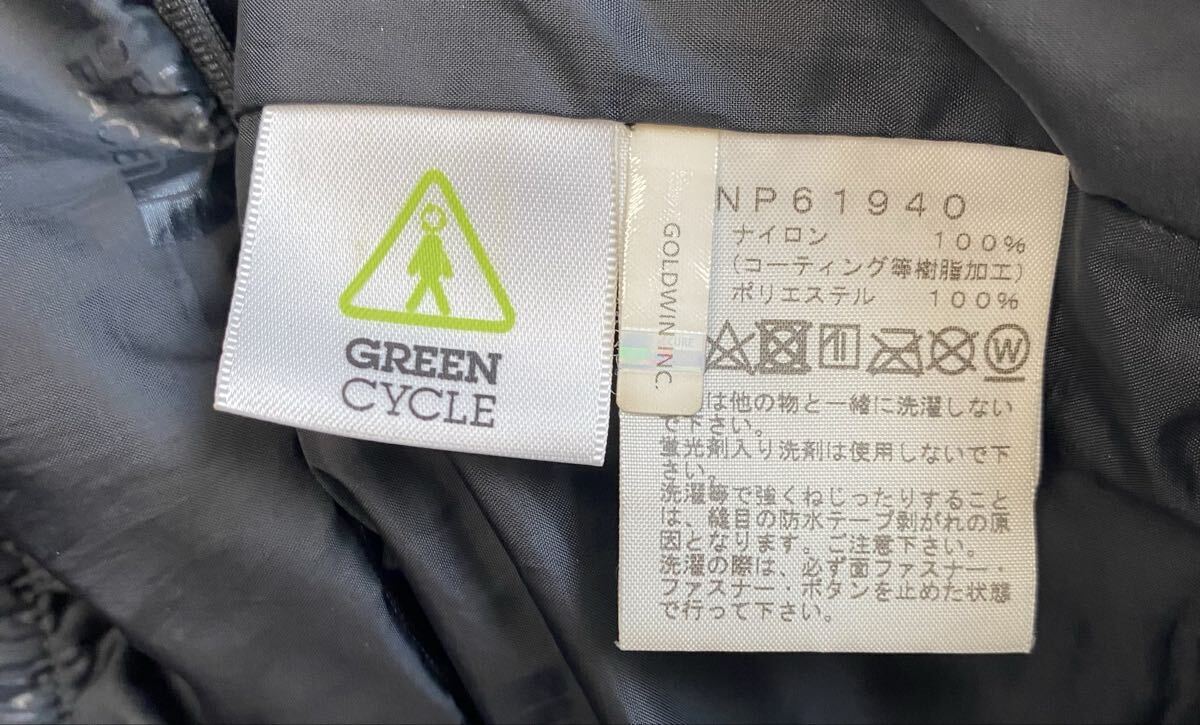 GREEN
CYCLE
GOLDWIN INC.
NP61940
ナイロン 100%
(コーティング等樹脂加工)
ポリエステル 100%
W
は他の物と一緒に洗濯しない
で下さい。
蛍光剤入り洗剤は使用しないで下
さい。
洗濯等で強くねじったりすること
は、縫目の防水テープ剥がれの原
因となります。ご注意下さい。
洗濯の際は、必ず面ファスナー・
ファスナー・ボタンを止めた状態
で行って下さい。